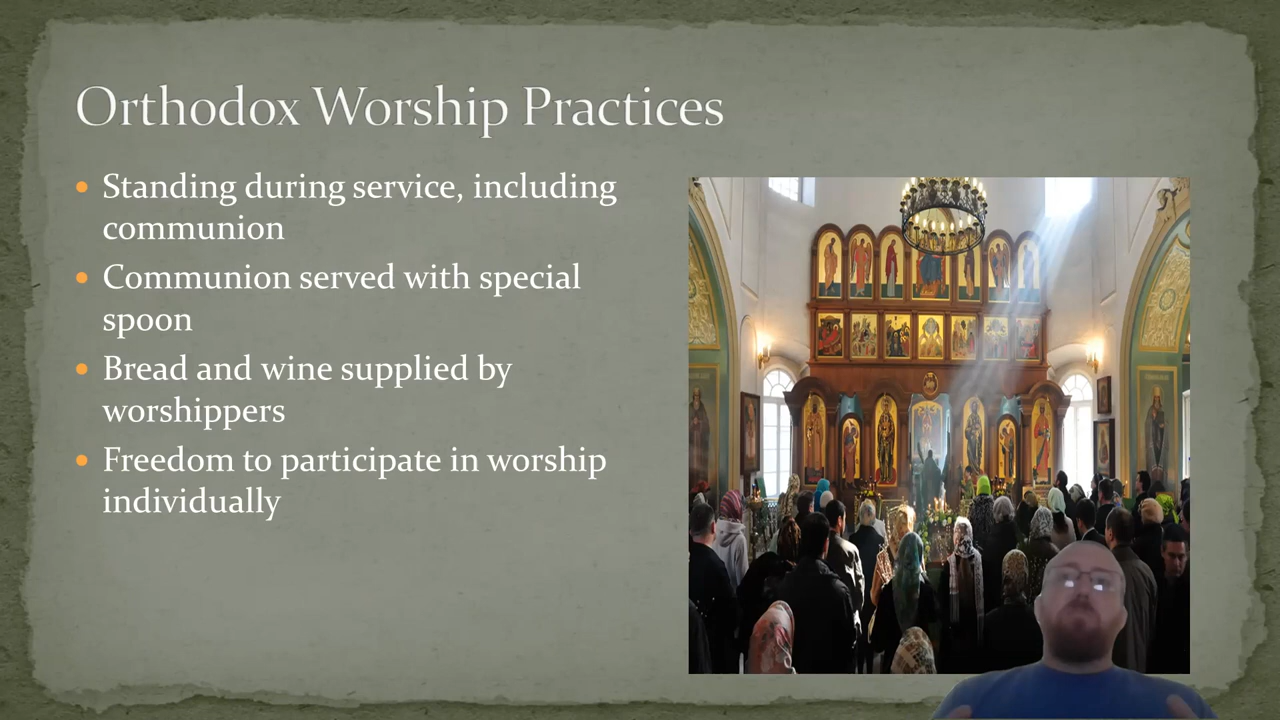 Orthodox Worship Practices
Standing during service, including
communion
Communion served with special
spoon
Bread and wine supplied by
worshippers
Freedom to participate in worship
individually